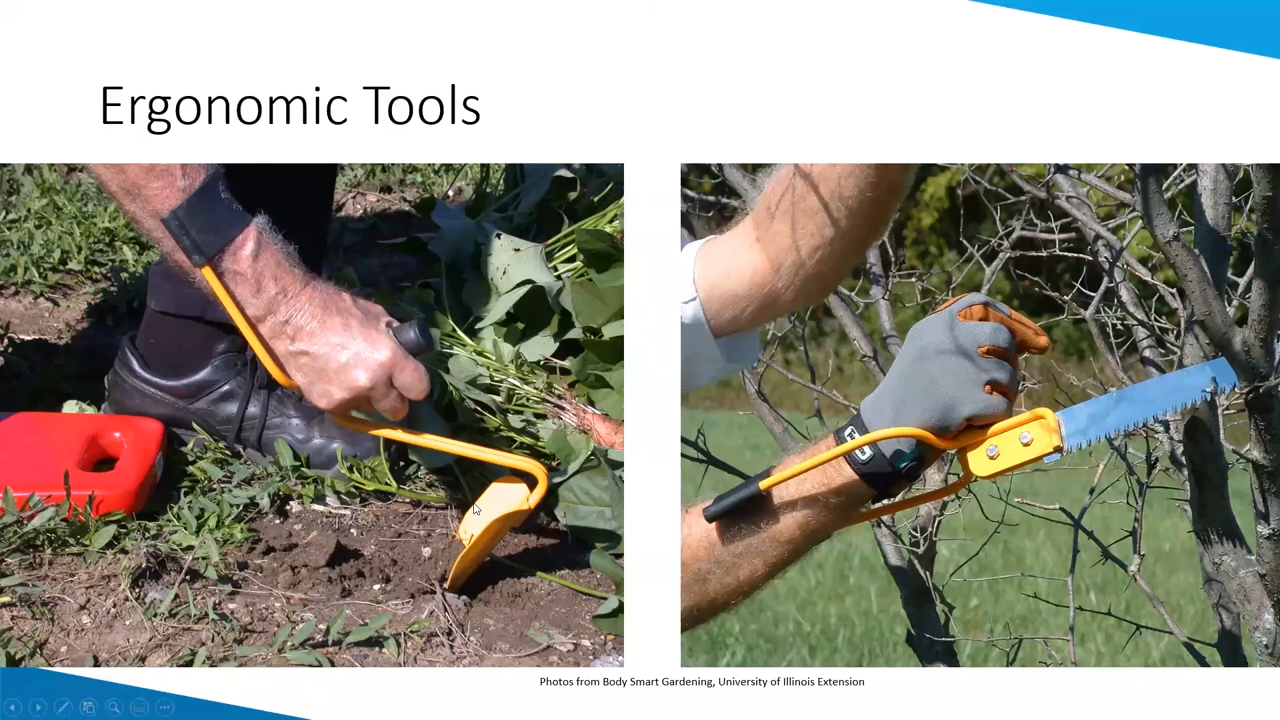 Ergonomic Tools
Photos from Body Smart Gardening, University of Illinois Extension